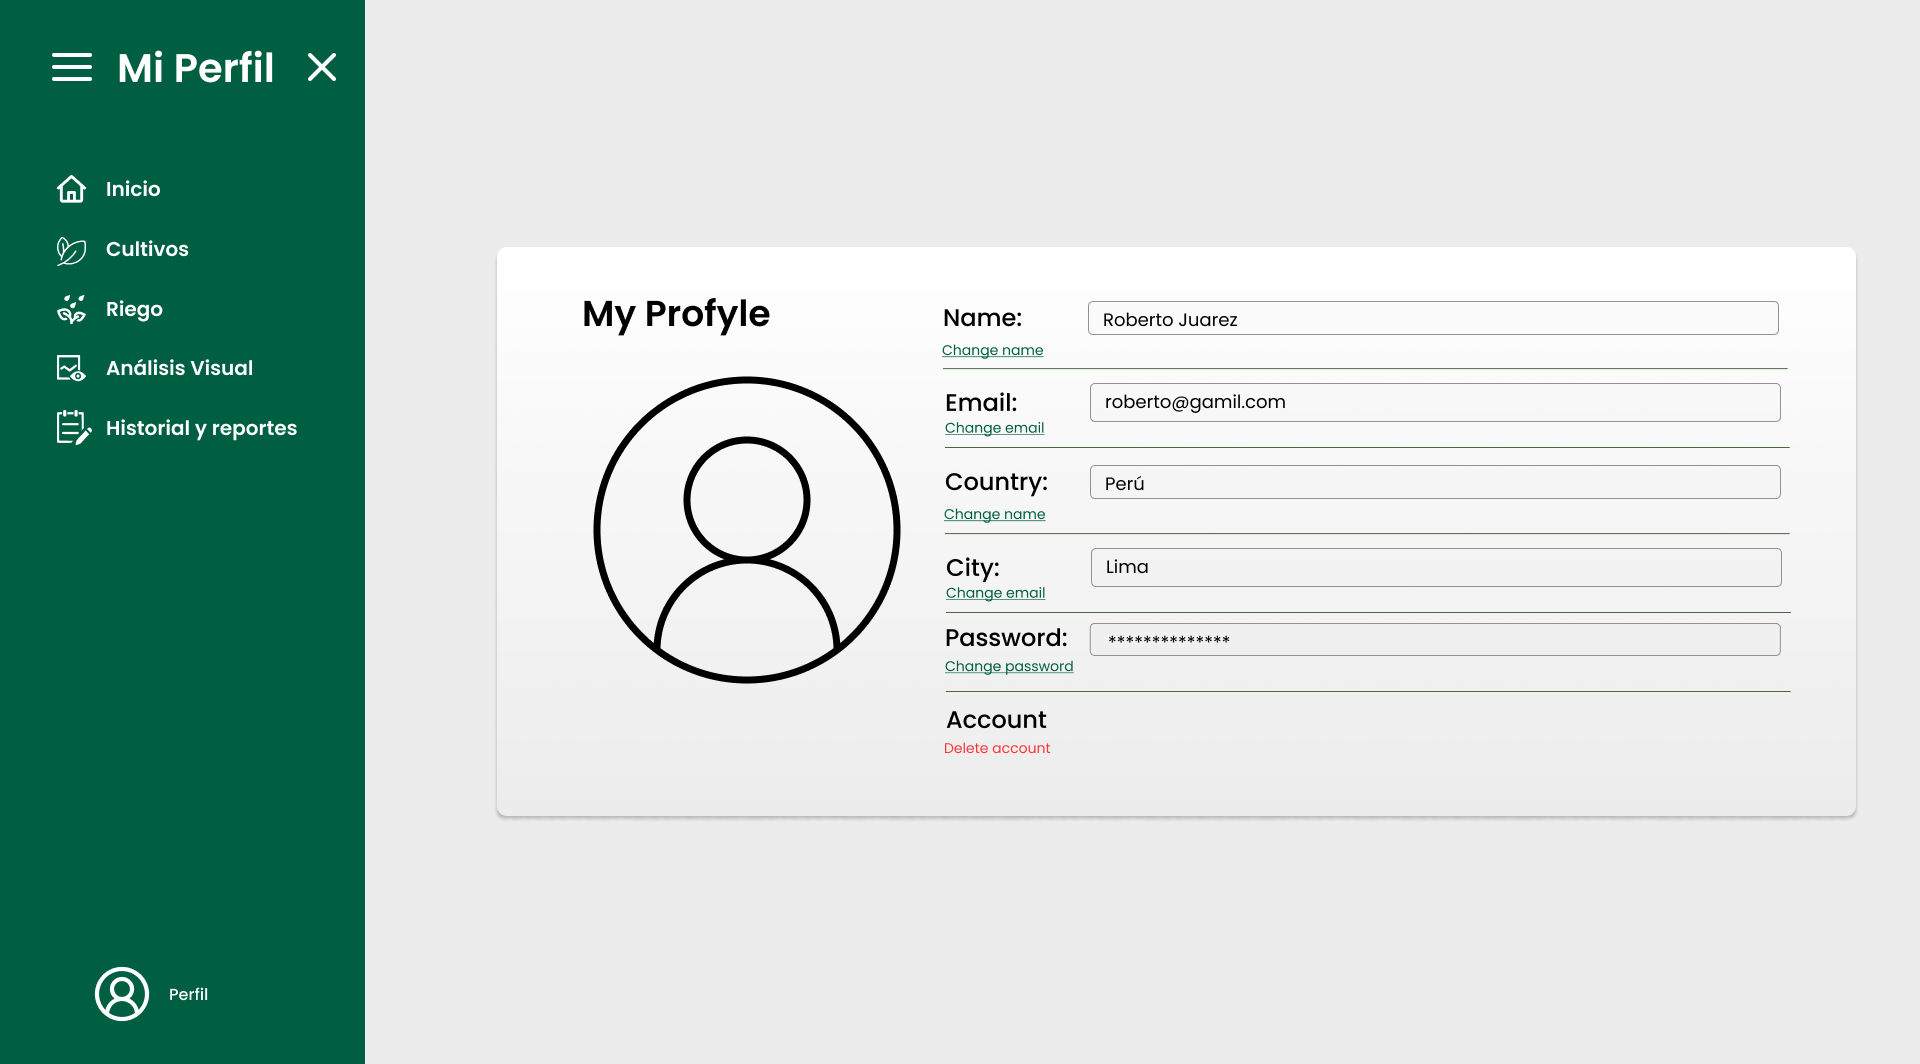 Mi Perfil
Inicio
Cultivos
Riego
Análisis Visual
Historial y reportes
Perfil
My Profyle
Name:
Roberto Juarez
Change name
Email:
roberto@gamil.com
Change email
Country:
Perú
Change name
City:
Lima
Change email
Password:
**************
Change password
Account
Delete account